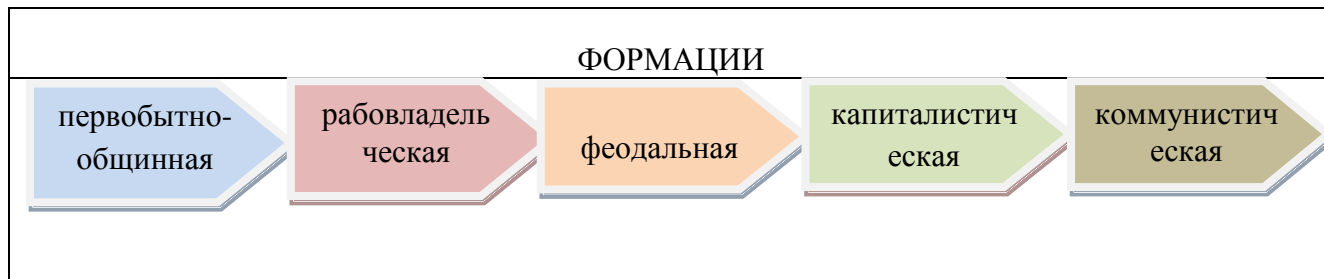 ФОРМАЦИИ
первобытно-
общинная
рабовладель
ческая
феодальная
капиталистич
еская
коммунистич
еская